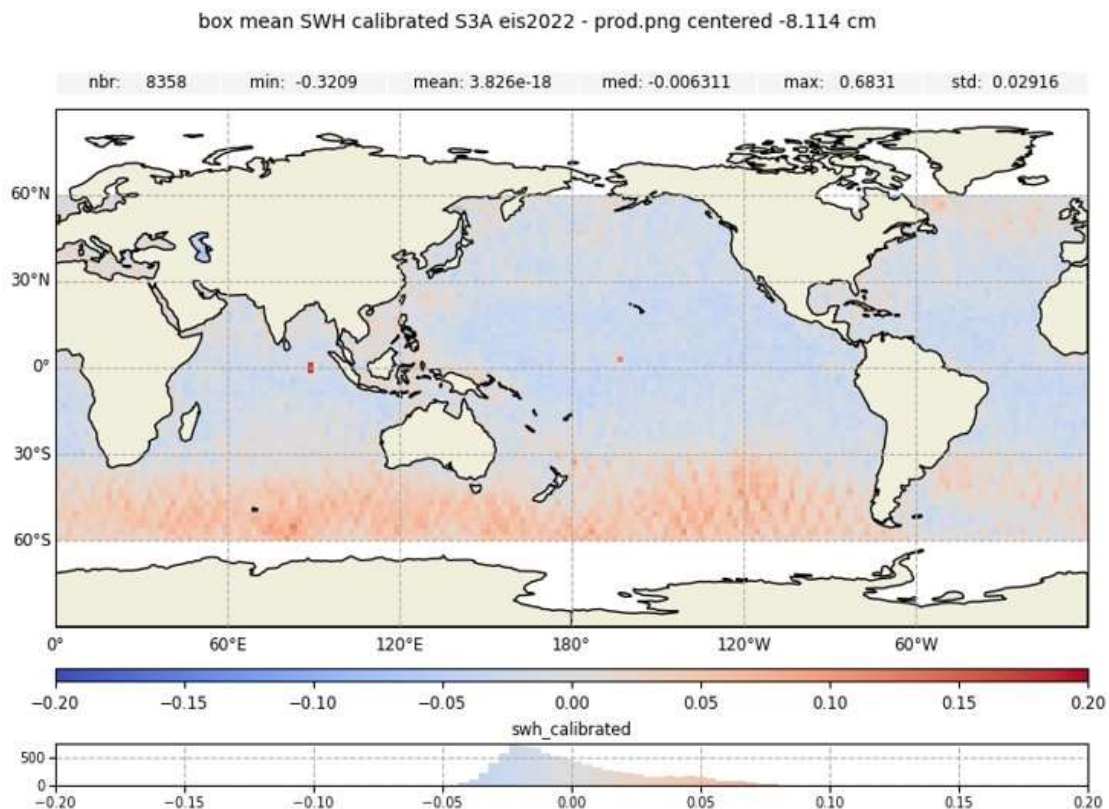 box mean SWH calibrated S3A eis2022 - prod.png centered -8.114 cm
nbr: 8358 min: -0.3209 mean: 3.826e-18 med: -0.006311 max: 0.6831 std: 0.02916
60°N
30°N
0°
30°S
60°S
0° 60°E 120°E 180° 120°W 60°W
−0.20 −0.15 −0.10 −0.05 0.00 0.05 0.10 0.15 0.20
swh_calibrated
500
0
−0.20 −0.15 −0.10 −0.05 0.00 0.05 0.10 0.15 0.20